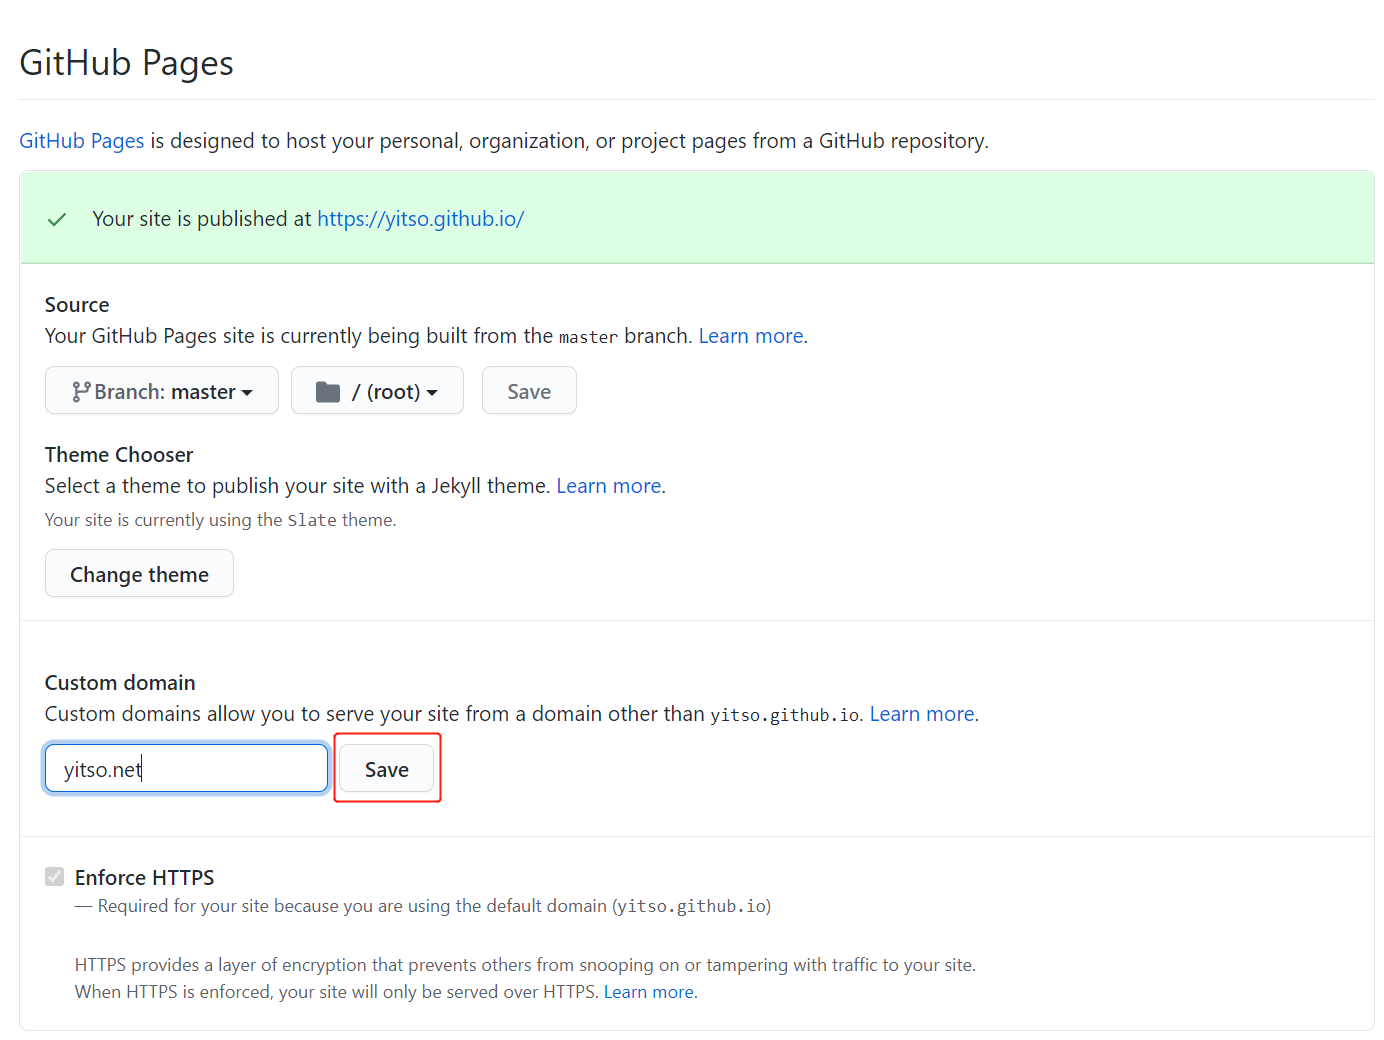 GitHub Pages
GitHub Pages is designed to host your personal, organization, or project pages from a GitHub repository.
Your site is published at https://yitso.github.io/
Source
Your GitHub Pages site is currently being built from the master branch. Learn more.
Branch: master / (root) Save
Theme Chooser
Select a theme to publish your site with a Jekyll theme. Learn more.
Your site is currently using the Slate theme.
Change theme
Custom domain
Custom domains allow you to serve your site from a domain other than yitso.github.io. Learn more.
yitso.net Save
Enforce HTTPS
— Required for your site because you are using the default domain (yitso.github.io)
HTTPS provides a layer of encryption that prevents others from snooping on or tampering with traffic to your site.
When HTTPS is enforced, your site will only be served over HTTPS. Learn more.